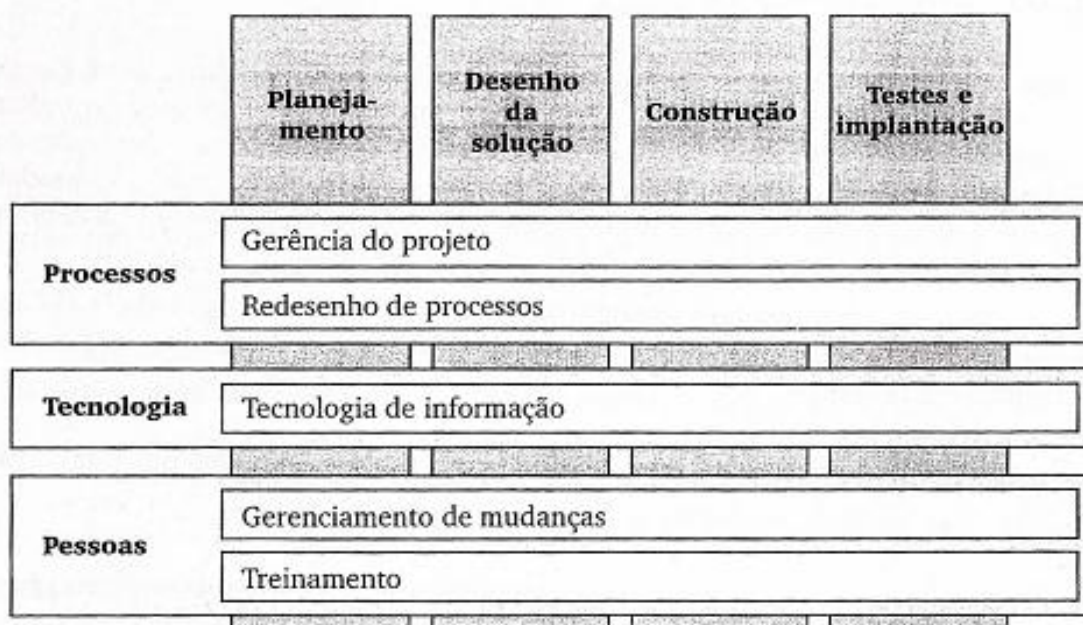 Planeja-
mento
Desenho
da
solução
Construção
Testes e
implantação
Processos
Gerência do projeto
Redesenho de processos
Tecnologia
Tecnologia de informação
Pessoas
Gerenciamento de mudanças
Treinamento